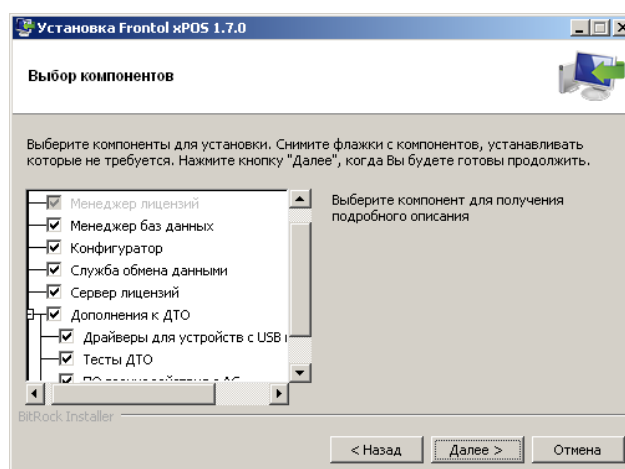 Установка Frontol xPOS 1.7.0
Выбор компонентов
Выберите компоненты для установки. Снимите флажки с компонентов, устанавливать
которые не требуется. Нажмите кнопку "Далее", когда Вы будете готовы продолжить.
Менеджер лицензий
Менеджер баз данных
Конфигуратор
Служба обмена данными
Сервер лицензий
Дополнения к ДТО
Драйверы для устройств с USB
Тесты ДТО
Выберите компонент для получения
подробного описания
BitRock Installer
< Назад
Далее >
Отмена